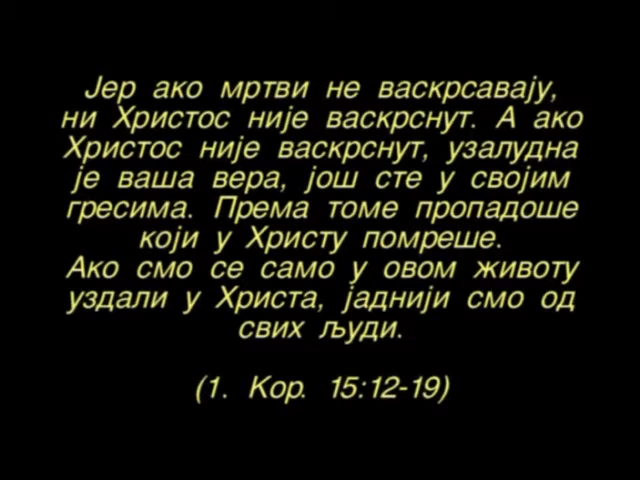 Јер ако мртви не васкрсавају,
ни Христос није васкрснут. А ако
Христос није васкрснут, узалудна
је ваша вера, још сте у својим
гресима. Према томе пропадоше
који у Христу помреше.
Ако смо се само у овом животу
уздали у Христа, јаднији смо од
свих људи.
(1. Кор. 15:12-19)